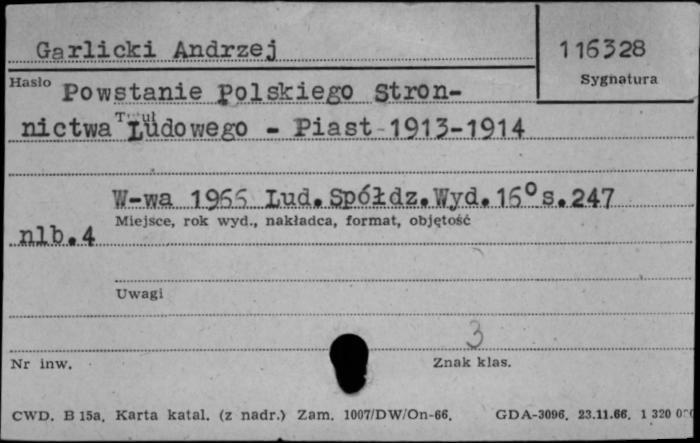 Garlicki Andrzej
116328
Sygnatura
Hasło
Powstanie Polskiego Stron-
Tytuł
nictwa Ludowego - Piast 1913-1914
W-wa 1966 Lud.Spółdz.Wyd.16° s.247
Miejsce, rok wyd., nakładca, format, objętość
nlb.4
Uwagi
3
Nr inw.
Znak klas.
CWD. B 15a. Karta katal. (z nadr.) Zam. 1007/DW/On-66. GDA-3096. 23.11.66. 1 320 000